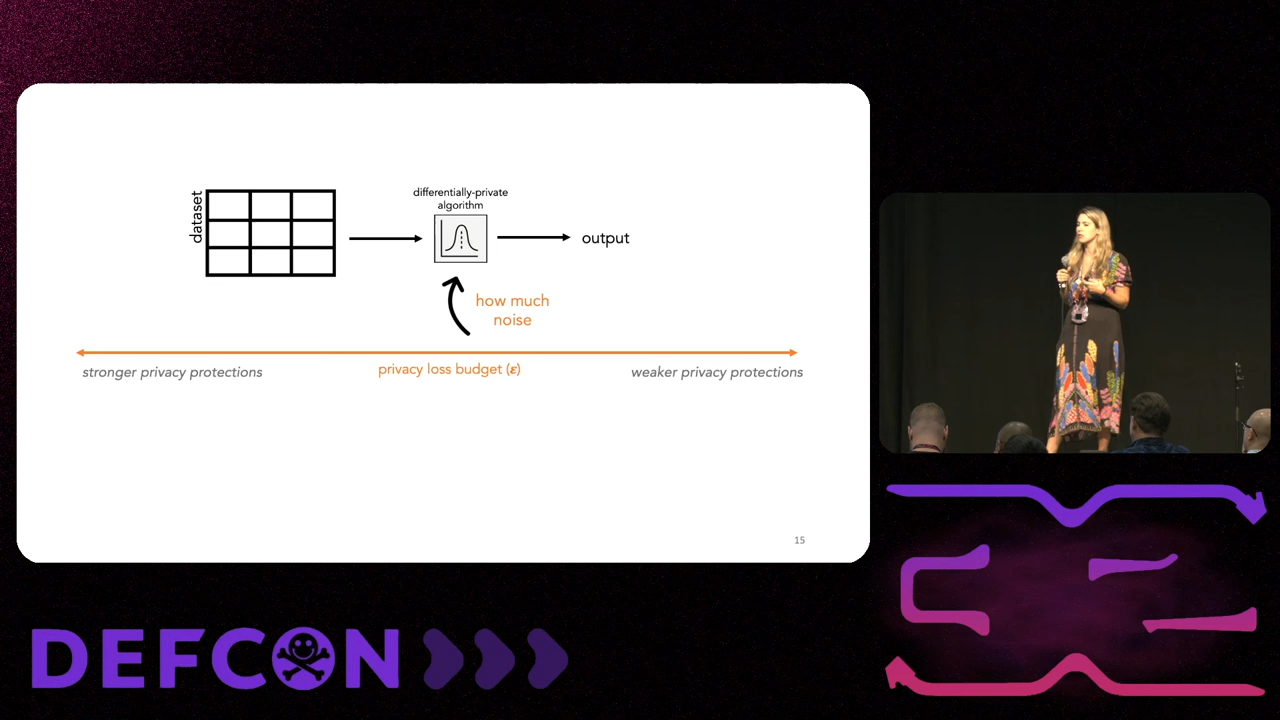 dataset
differentially-private
algorithm
output
how much
noise
privacy loss budget (ε)
stronger privacy protections
weaker privacy protections
15
DEFCON